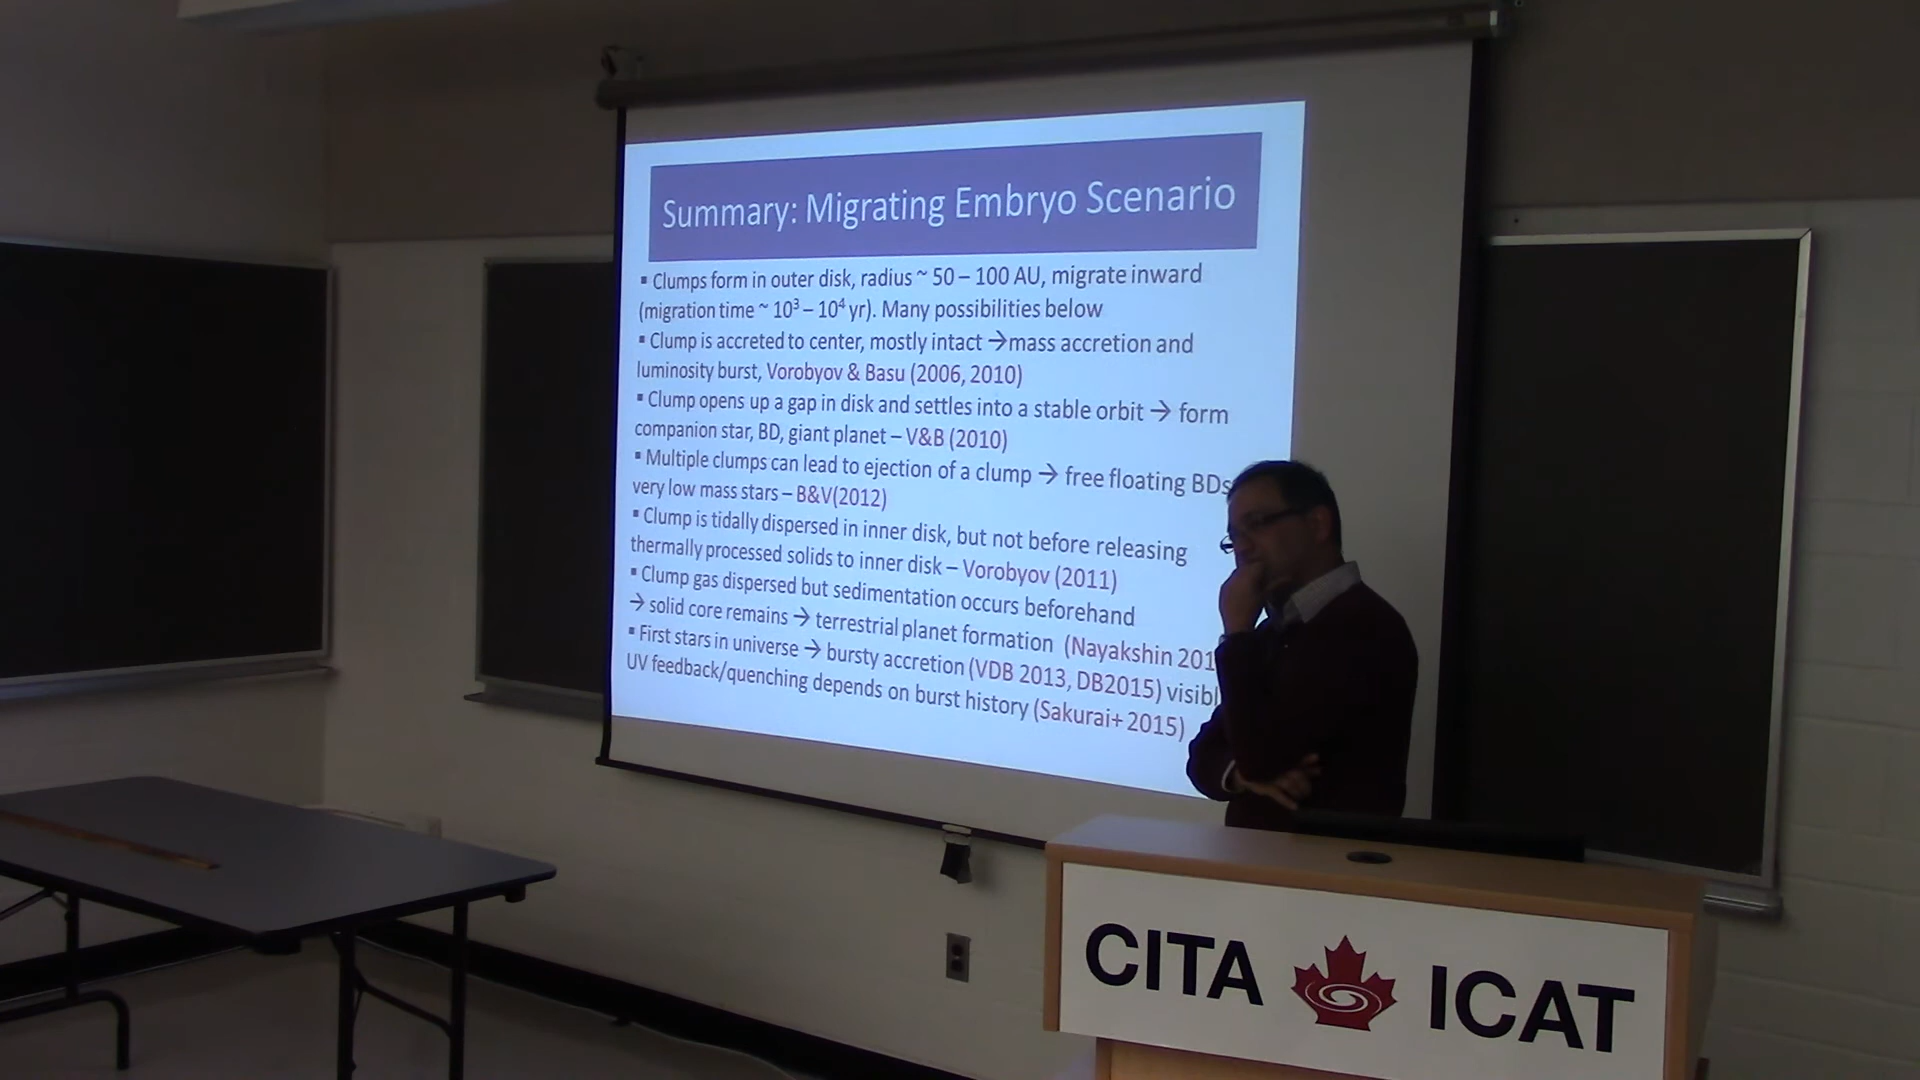 Summary: Migrating Embryo Scenario
▪ Clumps form in outer disk, radius ~ 50 – 100 AU, migrate inward
(migration time ~ 10³ – 10⁴ yr). Many possibilities below
▪ Clump is accreted to center, mostly intact →mass accretion and
luminosity burst, Vorobyov & Basu (2006, 2010)
▪ Clump opens up a gap in disk and settles into a stable orbit → form
companion star, BD, giant planet – V&B (2010)
▪ Multiple clumps can lead to ejection of a clump → free floating BDs
very low mass stars – B&V(2012)
▪ Clump is tidally dispersed in inner disk, but not before releasing
thermally processed solids to inner disk – Vorobyov (2011)
▪ Clump gas dispersed but sedimentation occurs beforehand
→ solid core remains → terrestrial planet formation (Nayakshin
▪ First stars in universe → bursty accretion (VDB 2013, DB2015)
UV feedback/quenching depends on burst history (Sakurai+ 2015)
CITA ICAT